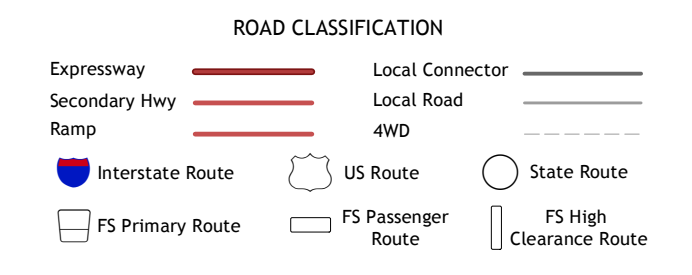 ROAD CLASSIFICATION
Expressway
Local Connector
Secondary Hwy
Local Road
Ramp
4WD
Interstate Route
US Route
State Route
FS Primary Route
FS Passenger
Route
FS High
Clearance Route